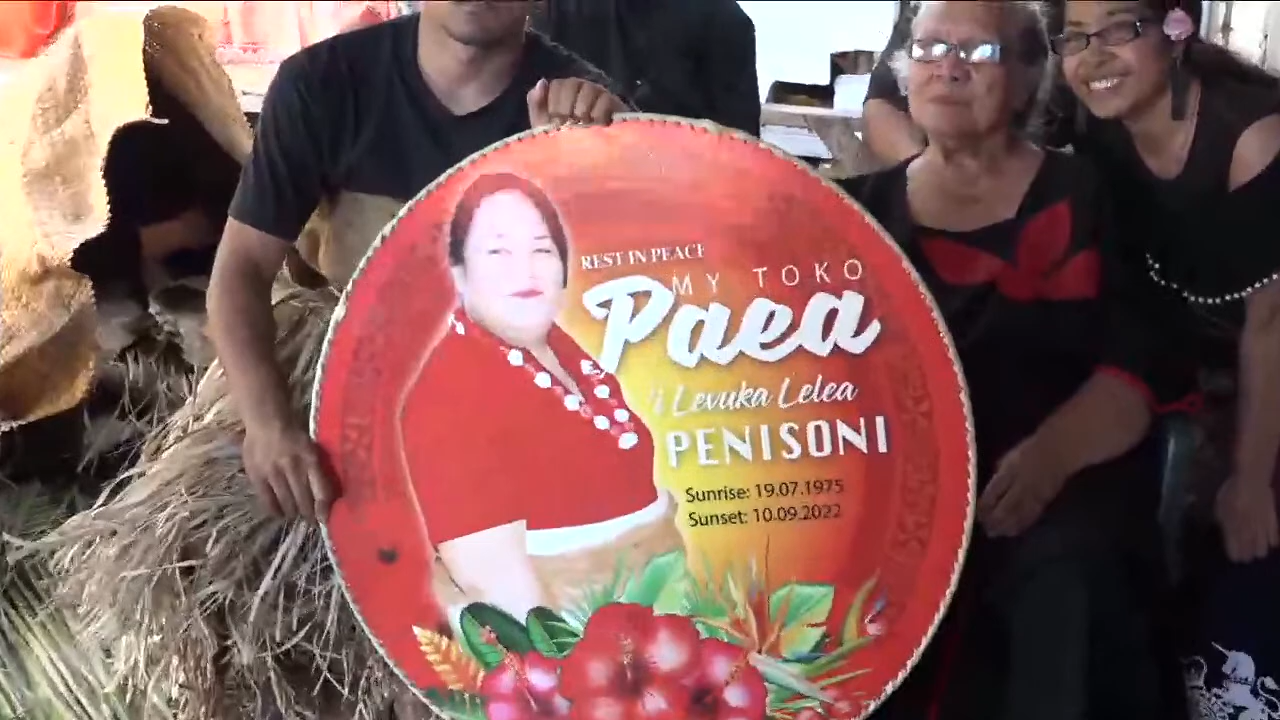 REST IN PEACE
MY TOKO
Paea
'i Levuka Lelea
PENISONI
Sunrise: 19.07.1975
Sunset: 10.09.2022